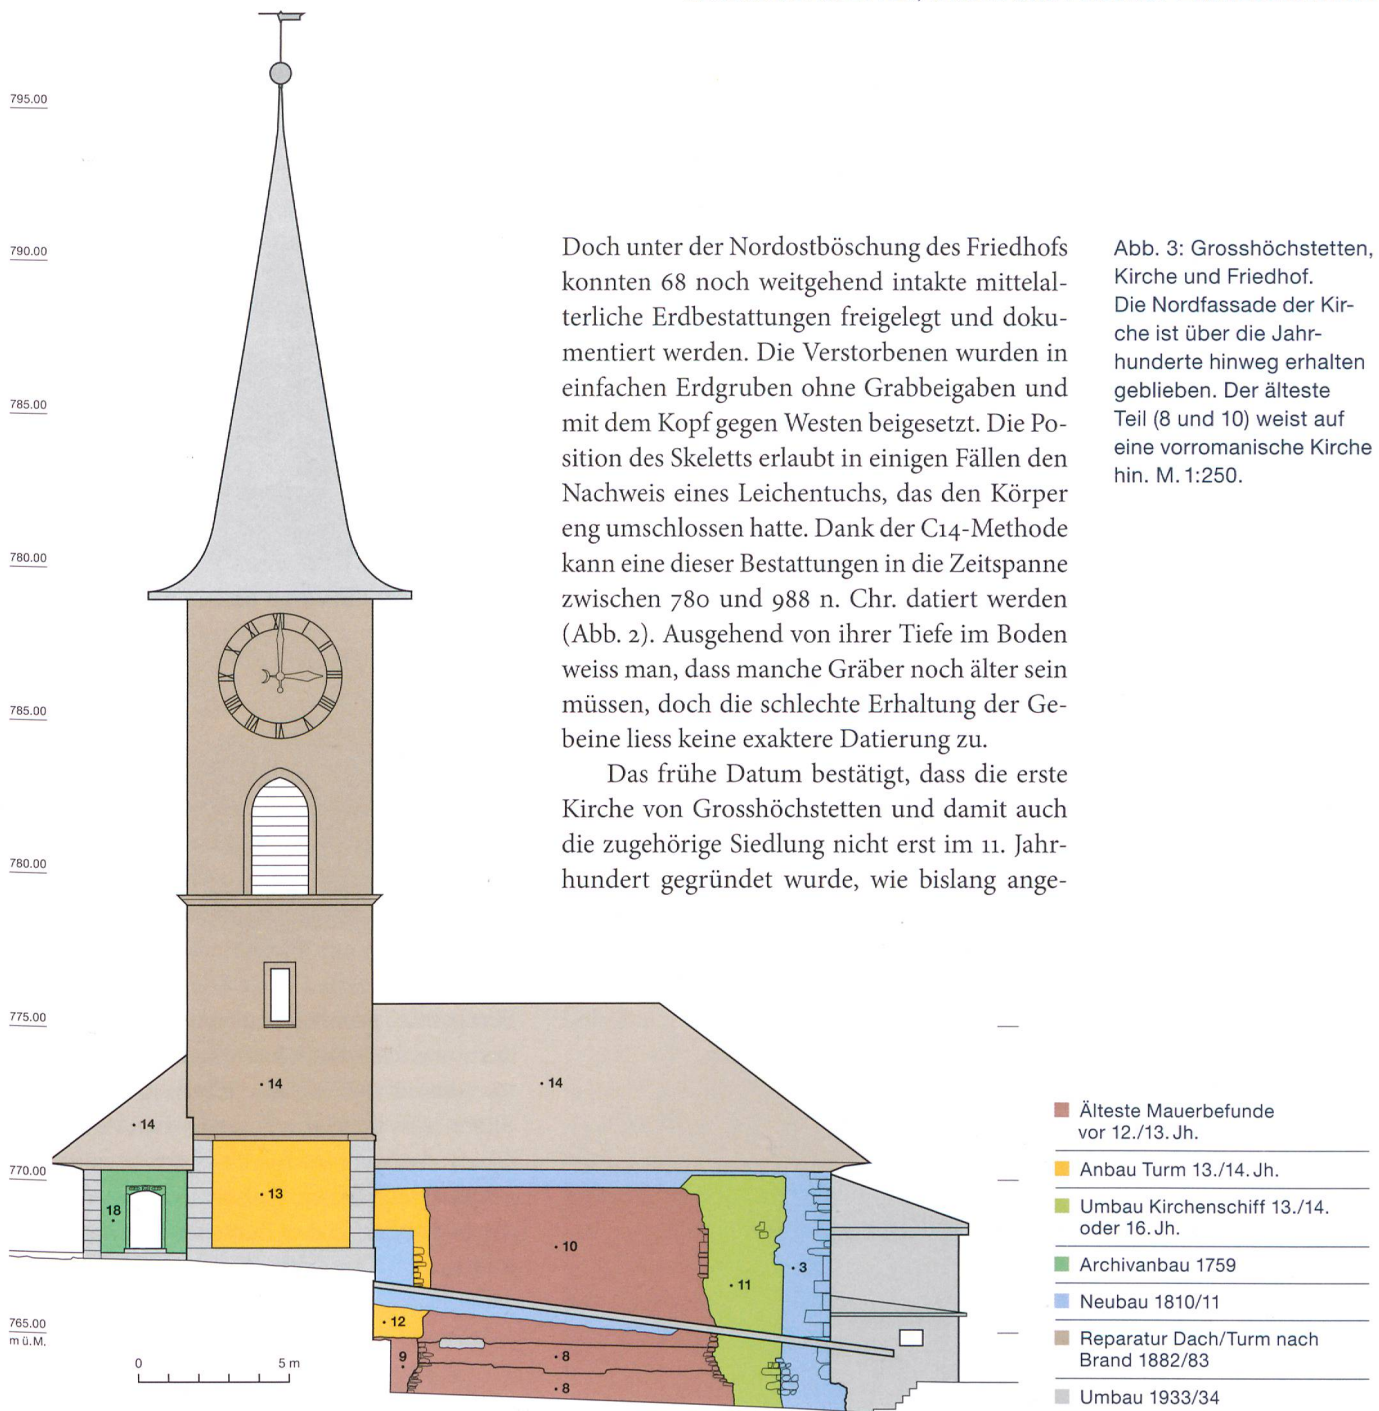 795.00
790.00
785.00
780.00
785.00
780.00
775.00
770.00
765.00
m ü.M.
Doch unter der Nordostböschung des Friedhofs
konnten 68 noch weitgehend intakte mittelal-
terliche Erdbestattungen freigelegt und doku-
mentiert werden. Die Verstorbenen wurden in
einfachen Erdgruben ohne Grabbeigaben und
mit dem Kopf gegen Westen beigesetzt. Die Po-
sition des Skeletts erlaubt in einigen Fällen den
Nachweis eines Leichentuchs, das den Körper
eng umschlossen hatte. Dank der C14-Methode
kann eine dieser Bestattungen in die Zeitspanne
zwischen 780 und 988 n. Chr. datiert werden
(Abb. 2). Ausgehend von ihrer Tiefe im Boden
weiss man, dass manche Gräber noch älter sein
müssen, doch die schlechte Erhaltung der Ge-
beine liess keine exaktere Datierung zu.
Das frühe Datum bestätigt, dass die erste
Kirche von Grosshöchstetten und damit auch
die zugehörige Siedlung nicht erst im 11. Jahr-
hundert gegründet wurde, wie bislang ange-
Abb. 3: Grosshöchstetten,
Kirche und Friedhof.
Die Nordfassade der Kir-
che ist über die Jahr-
hunderte hinweg erhalten
geblieben. Der älteste
Teil (8 und 10) weist auf
eine vorromanische Kirche
hin. M. 1:250.
14
14
14
13
18
10
11
3
12
9
8
8
0 5 m
Älteste Mauerbefunde
vor 12./13. Jh.
Anbau Turm 13./14. Jh.
Umbau Kirchenschiff 13./14.
oder 16. Jh.
Archivanbau 1759
Neubau 1810/11
Reparatur Dach/Turm nach
Brand 1882/83
Umbau 1933/34